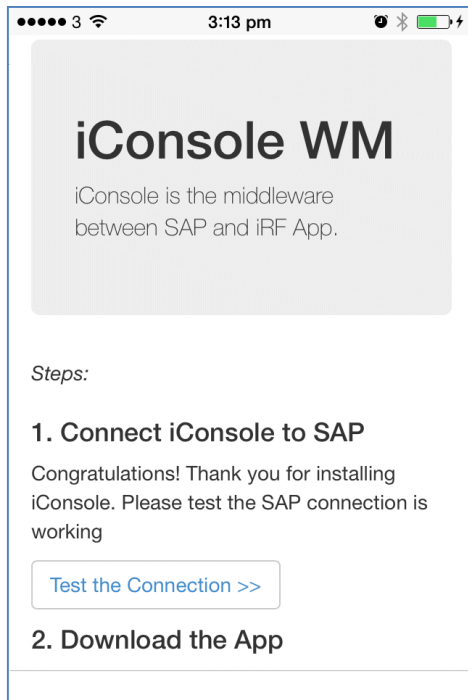 3 3:13 pm
iConsole WM
iConsole is the middleware
between SAP and iRF App.
Steps:
1. Connect iConsole to SAP
Congratulations! Thank you for installing
iConsole. Please test the SAP connection is
working
Test the Connection >>
2. Download the App